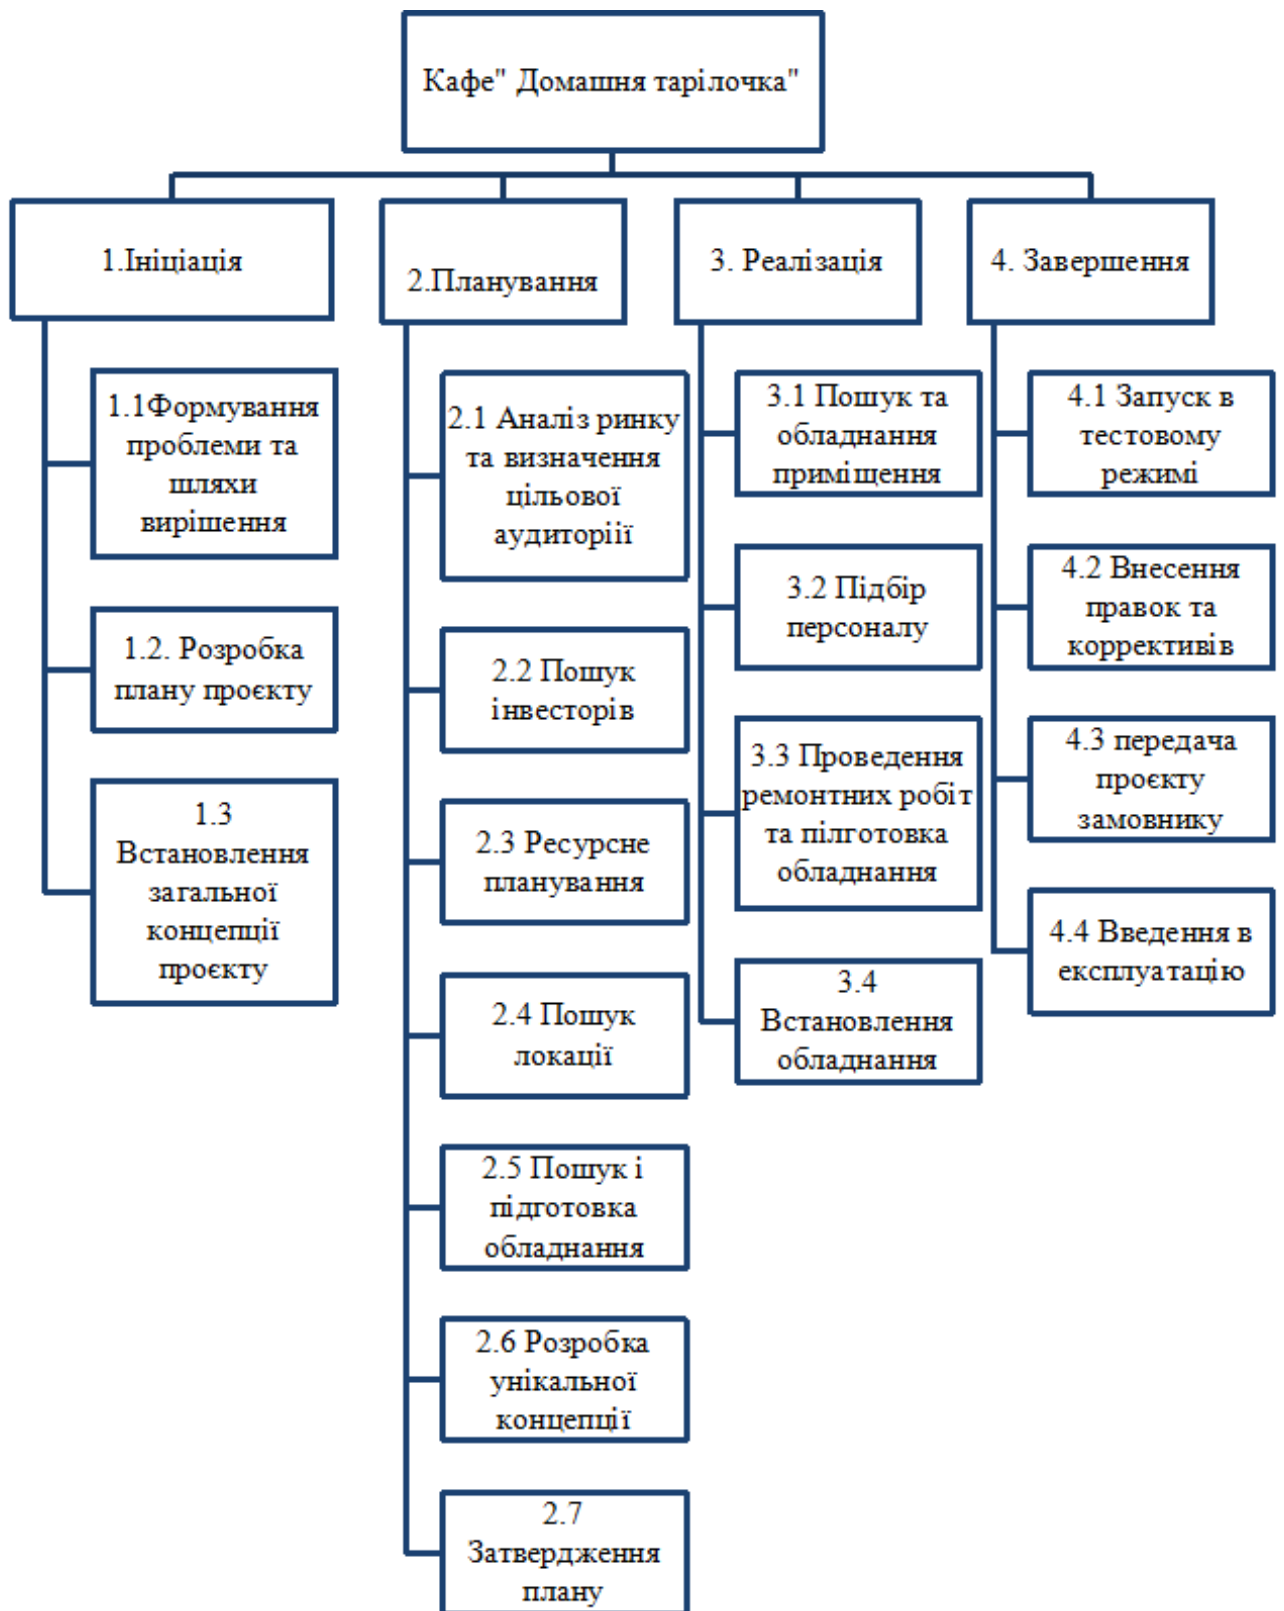 Кафе" Домашня тарілочка"
1.Ініціація
2.Планування
3. Реалізація
4. Завершення
1.1Формування
проблеми та
шляхи
вирішення
1.2. Розробка
плану проєкту
1.3
Встановлення
загальної
концепції
проєкту
2.1 Аналіз ринку
та визначення
цільової
аудиторіії
2.2 Пошук
інвесторів
2.3 Ресурсне
планування
2.4 Пошук
локації
2.5 Пошук і
підготовка
обладнання
2.6 Розробка
унікальної
концепції
2.7
Затвердження
плану
3.1 Пошук та
обладнання
приміщення
3.2 Підбір
персоналу
3.3 Проведення
ремонтних робіт
та пілготовка
обладнання
3.4
Встановлення
обладнання
4.1 Запуск в
тестовому
режимі
4.2 Внесення
правок та
коррективів
4.3 передача
проєкту
замовнику
4.4 Введення в
експлуатацію